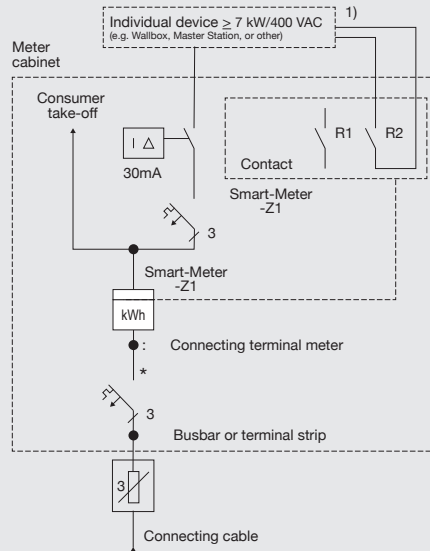 Individual device ≥ 7 kW/400 VAC
(e.g. Wallbox, Master Station, or other)
1)
Meter
cabinet
Consumer
take-off
I Δ
30mA
R1
R2
Contact
Smart-Meter
-Z1
3
Smart-Meter
-Z1
kWh
:
Connecting terminal meter
*
3
Busbar or terminal strip
3
Connecting cable